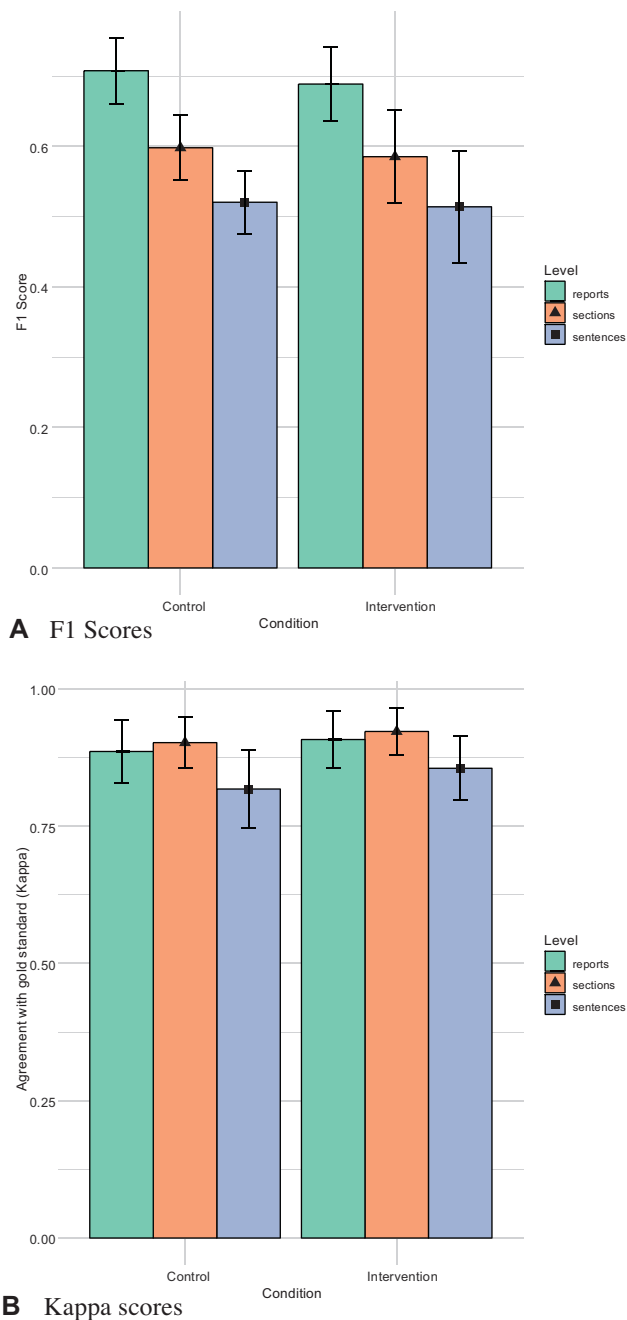 F1 Score
0.6
0.4
0.2
0.0
Control
Intervention
Condition
Level
reports
sections
sentences
A F1 Scores
Agreement with gold standard (Kappa)
1.00
0.75
0.50
0.25
0.00
Control
Intervention
Condition
Level
reports
sections
sentences
B Kappa scores